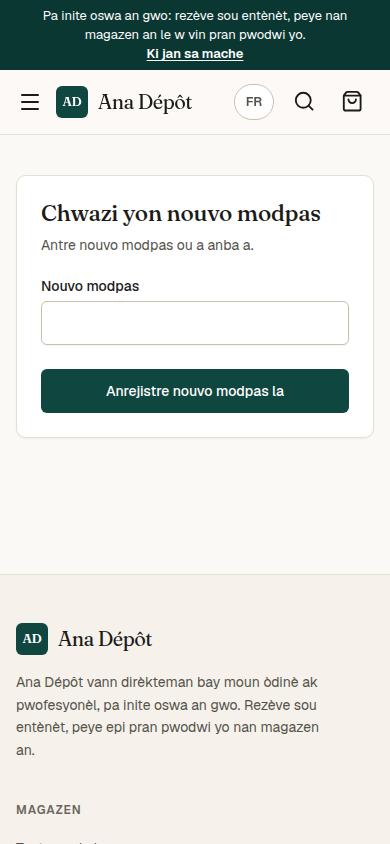 Pa inite oswa an gwo: rezève sou entènèt, peye nan
magazen an le w vin pran pwodwi yo.
Ki jan sa mache
AD Ana Dépôt FR
Chwazi yon nouvo modpas
Antre nouvo modpas ou a anba a.
Nouvo modpas
Anrejistre nouvo modpas la
AD Ana Dépôt
Ana Dépôt vann dirèkteman bay moun òdinè ak
pwofesyonèl, pa inite oswa an gwo. Rezève sou
entènèt, peye epi pran pwodwi yo nan magazen
an.
MAGAZEN